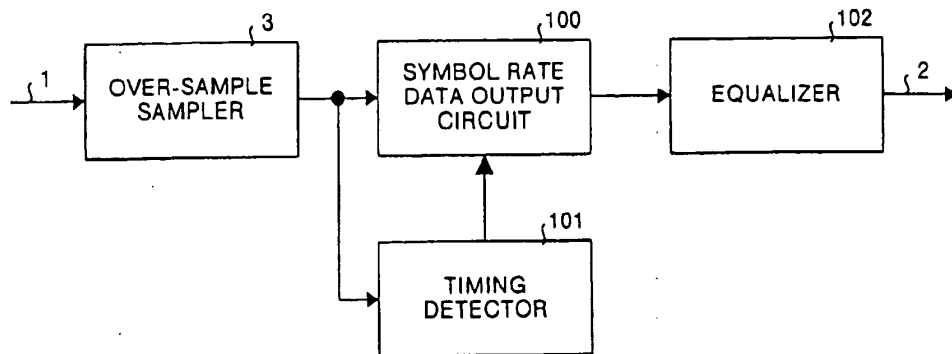 1
3
OVER-SAMPLE
SAMPLER
100
SYMBOL RATE
DATA OUTPUT
CIRCUIT
102
EQUALIZER
2
101
TIMING
DETECTOR